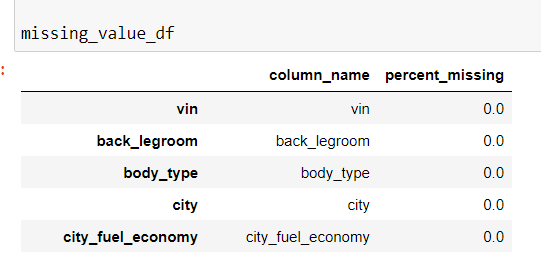 missing_value_df
:
column_name percent_missing
vin vin 0.0
back_legroom back_legroom 0.0
body_type body_type 0.0
city city 0.0
city_fuel_economy city_fuel_economy 0.0